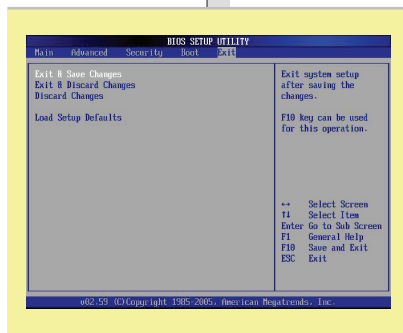 BIOS SETUP UTILITY
Main Advanced Security Boot Exit
Exit & Save Changes
Exit & Discard Changes
Discard Changes
Load Setup Defaults
Exit system setup
after saving the
changes.
F10 key can be used
for this operation.
↔ Select Screen
↑↓ Select Item
Enter Go to Sub Screen
F1 General Help
F10 Save and Exit
ESC Exit
v02.59 (C)Copyright 1985-2005, American Megatrends, Inc.